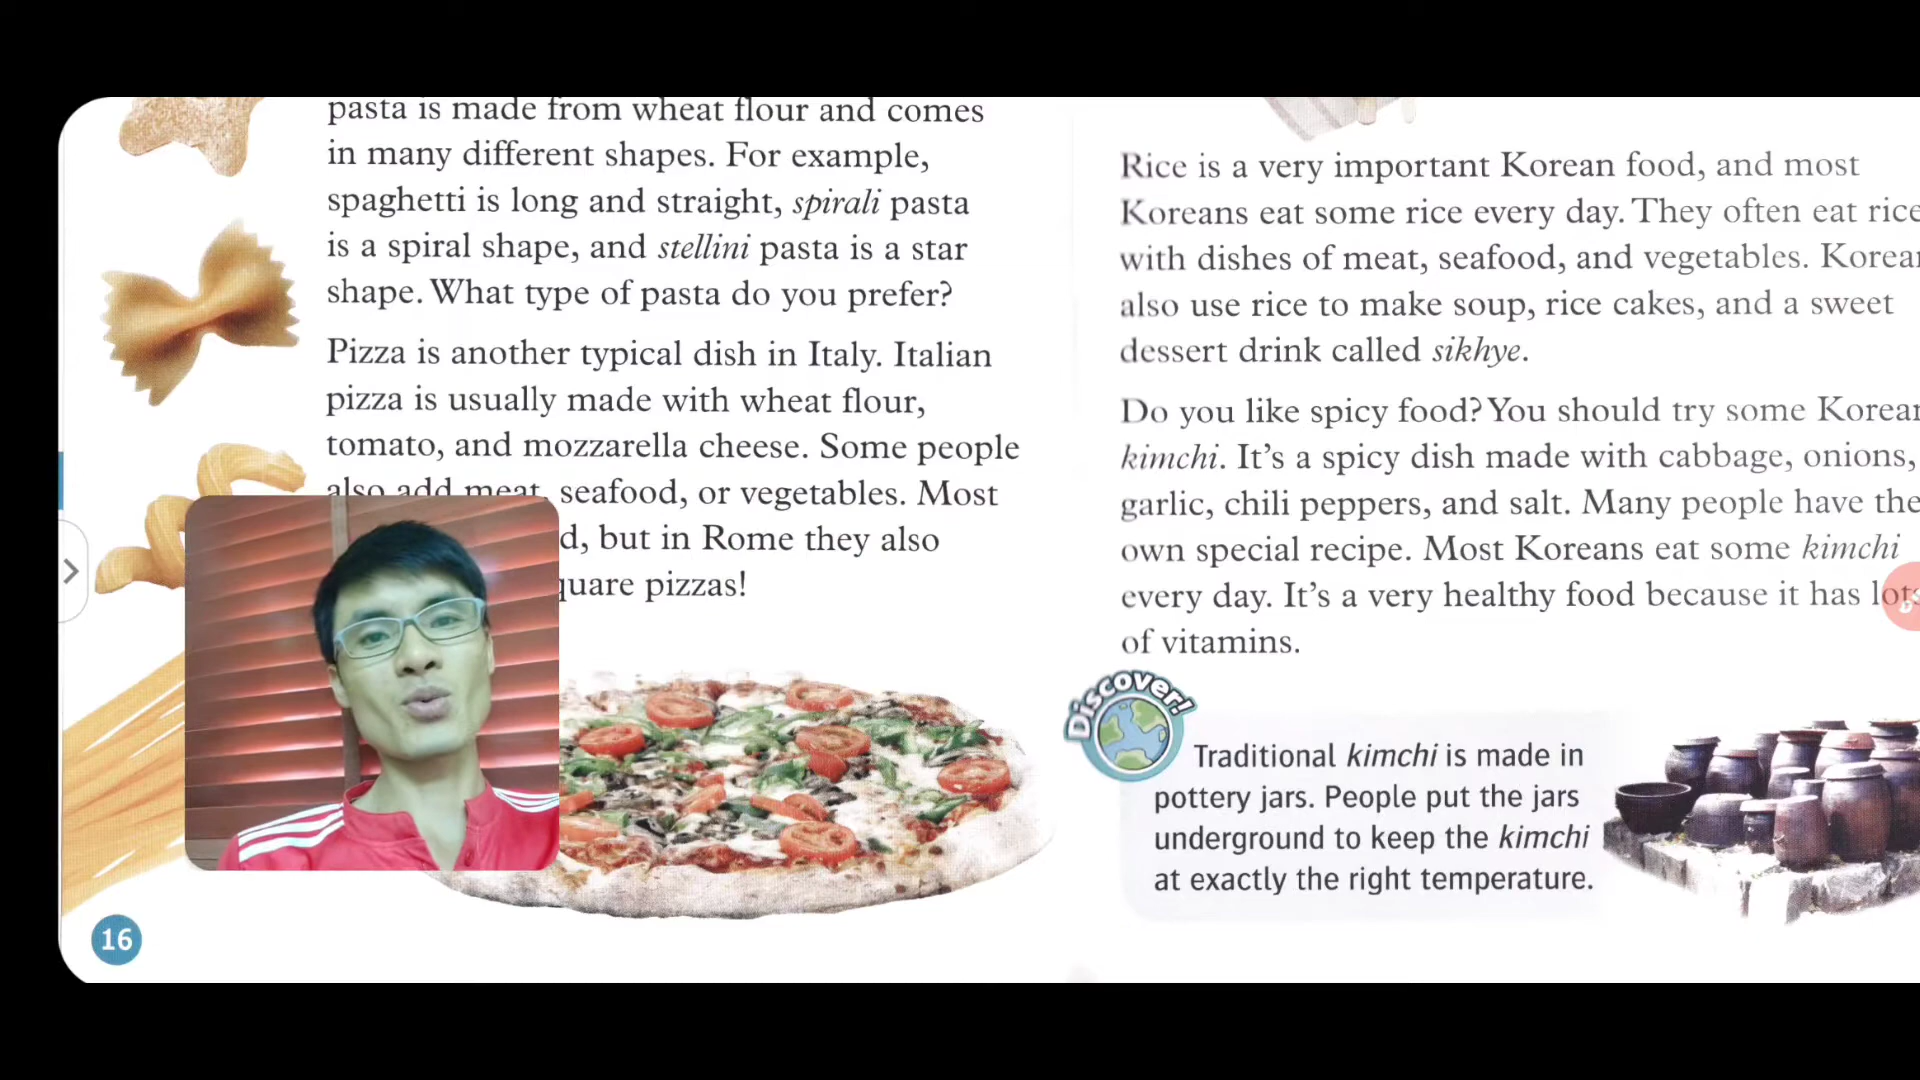 pasta is made from wheat flour and comes
in many different shapes. For example,
spaghetti is long and straight, spirali pasta
is a spiral shape, and stellini pasta is a star
shape. What type of pasta do you prefer?
Pizza is another typical dish in Italy. Italian
pizza is usually made with wheat flour,
tomato, and mozzarella cheese. Some people
also add meat, seafood, or vegetables. Most
but in Rome they also
pizzas!
16
Rice is a very important Korean food, and most
Koreans eat some rice every day. They often eat rice
with dishes of meat, seafood, and vegetables.
also use rice to make soup, rice cakes, and a sweet
dessert drink called sikhye.
Do you like spicy food? You should try some
kimchi. It's a spicy dish made with cabbage, onions,
garlic, chili peppers, and salt. Many people have
own special recipe. Most Koreans eat some kimchi
every day. It's a very healthy food because it has lots
of vitamins.
Discover!
Traditional kimchi is made in
pottery jars. People put the jars
underground to keep the kimchi
at exactly the right temperature.